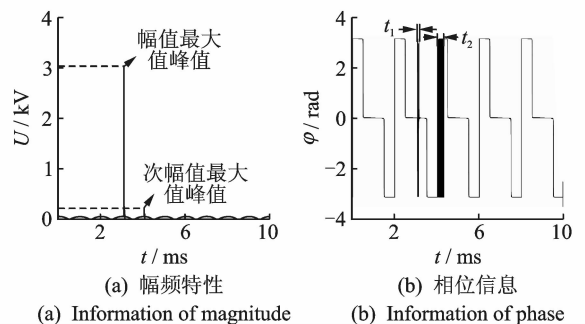 4
3
2
1
0
U / kV
幅值最大
值峰值
次幅值最大
值峰值
2
6
10
t / ms
(a) 幅频特性
(a) Information of magnitude
4
2
0
−2
−4
φ / rad
t₁
t₂
2
6
10
t / ms
(b) 相位信息
(b) Information of phase